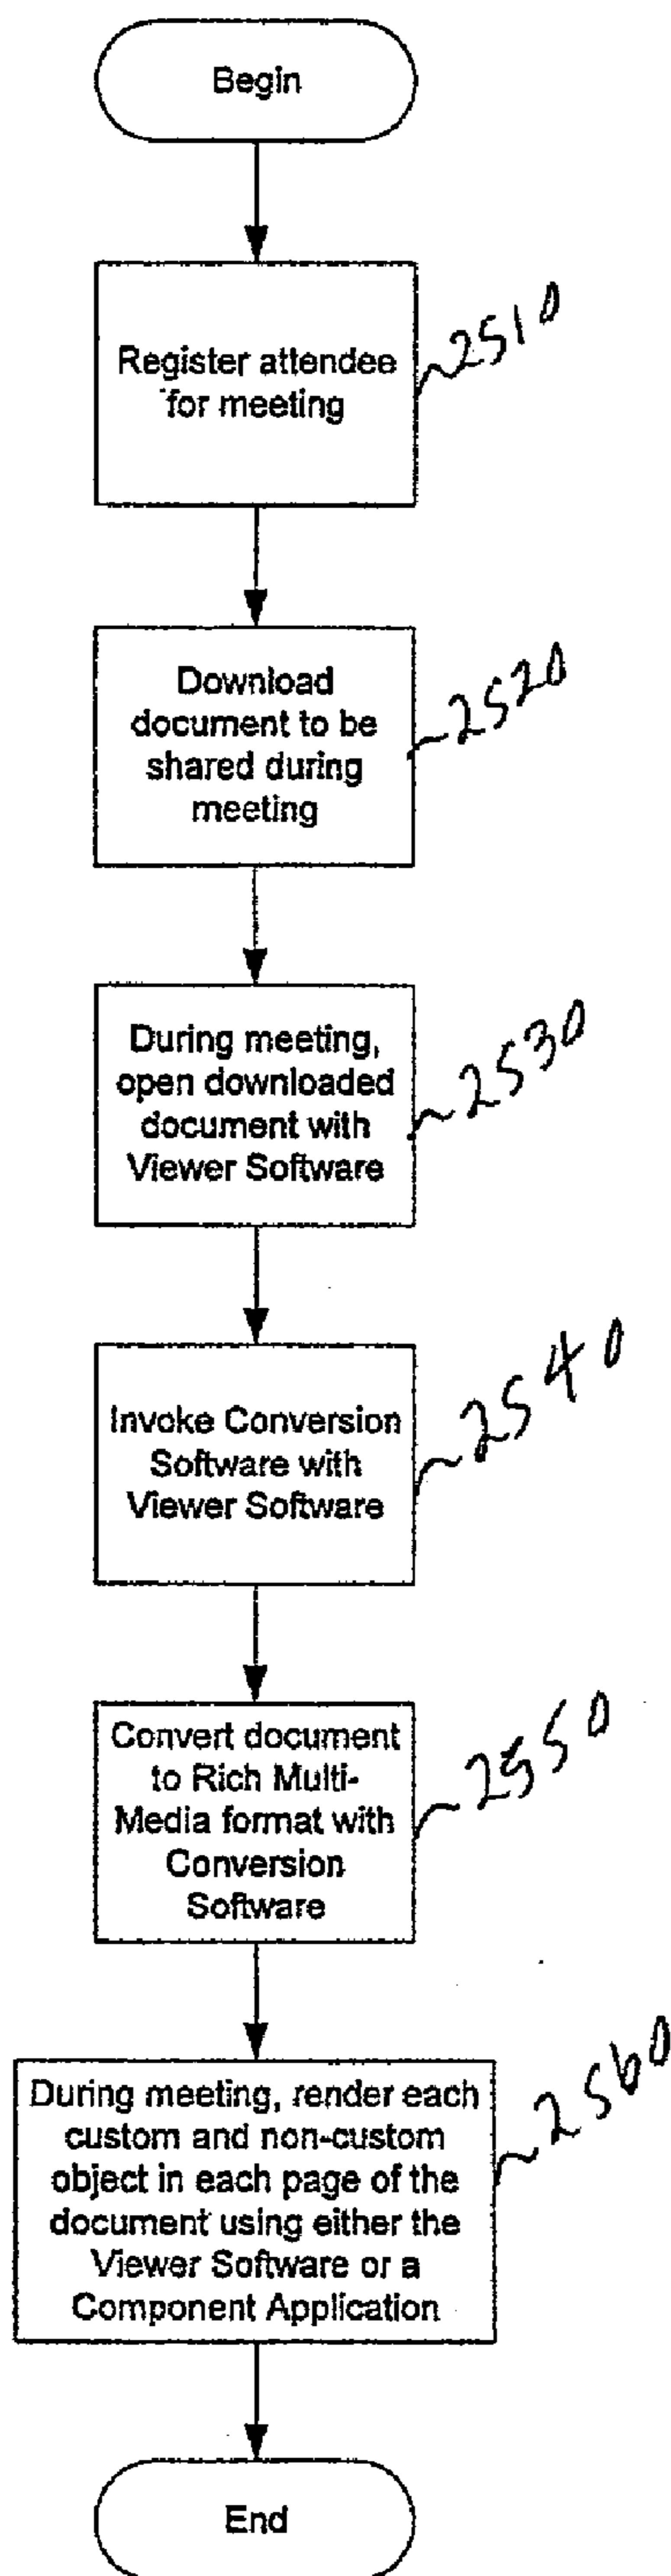 Begin
Register attendee
for meeting
2510
Download
document to be
shared during
meeting
2520
During meeting,
open downloaded
document with
Viewer Software
2530
Invoke Conversion
Software with
Viewer Software
2540
Convert document
to Rich Multi-
Media format with
Conversion
Software
2550
During meeting, render each
custom and non-custom
object in each page of the
document using either the
Viewer Software or a
Component Application
2560
End